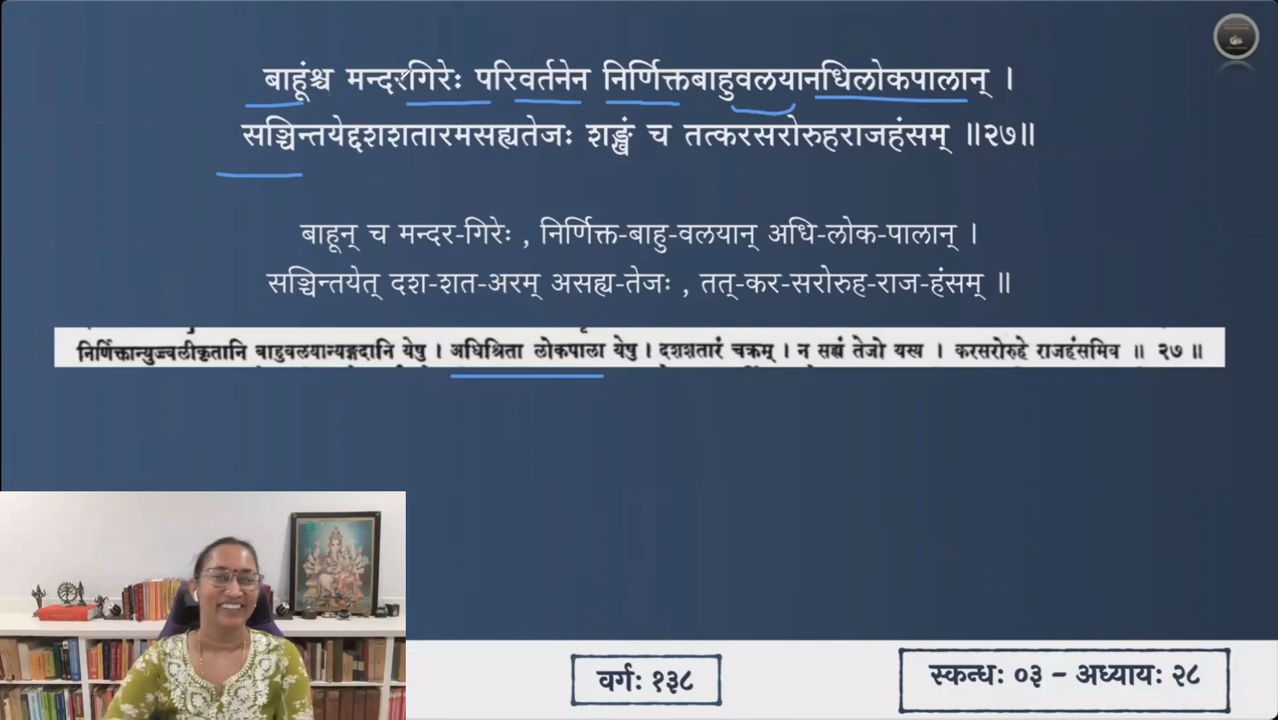 बाहूंश्च मन्दरगिरेः परिवर्तनेन निर्णिक्तबाहुवलयानधिलोकपालान् ।
सञ्चिन्तयेद्दशशतारमसह्यतेजः शङ्खं च तत्करसरोरुहराजहंसम् ॥२७॥
बाहून् च मन्दर-गिरेः , निर्णिक्त-बाहु-वलयान् अधि-लोक-पालान् ।
सञ्चिन्तयेत् दश-शत-अरम् असह्य-तेजः , तत्-कर-सरोरुह-राज-हंसम् ॥
निर्णिक्तान्युज्ज्वलीकृतानि बाहुवलयान्यङ्गदानि येषु । अधिश्रिता लोकपाला येषु । दशशतारं चक्रम् । न सह्यं तेजो यस्य । करसरोरुहे राजहंसमिव ॥ २७ ॥
वर्गः १३८
स्कन्धः ०३ – अध्यायः २८